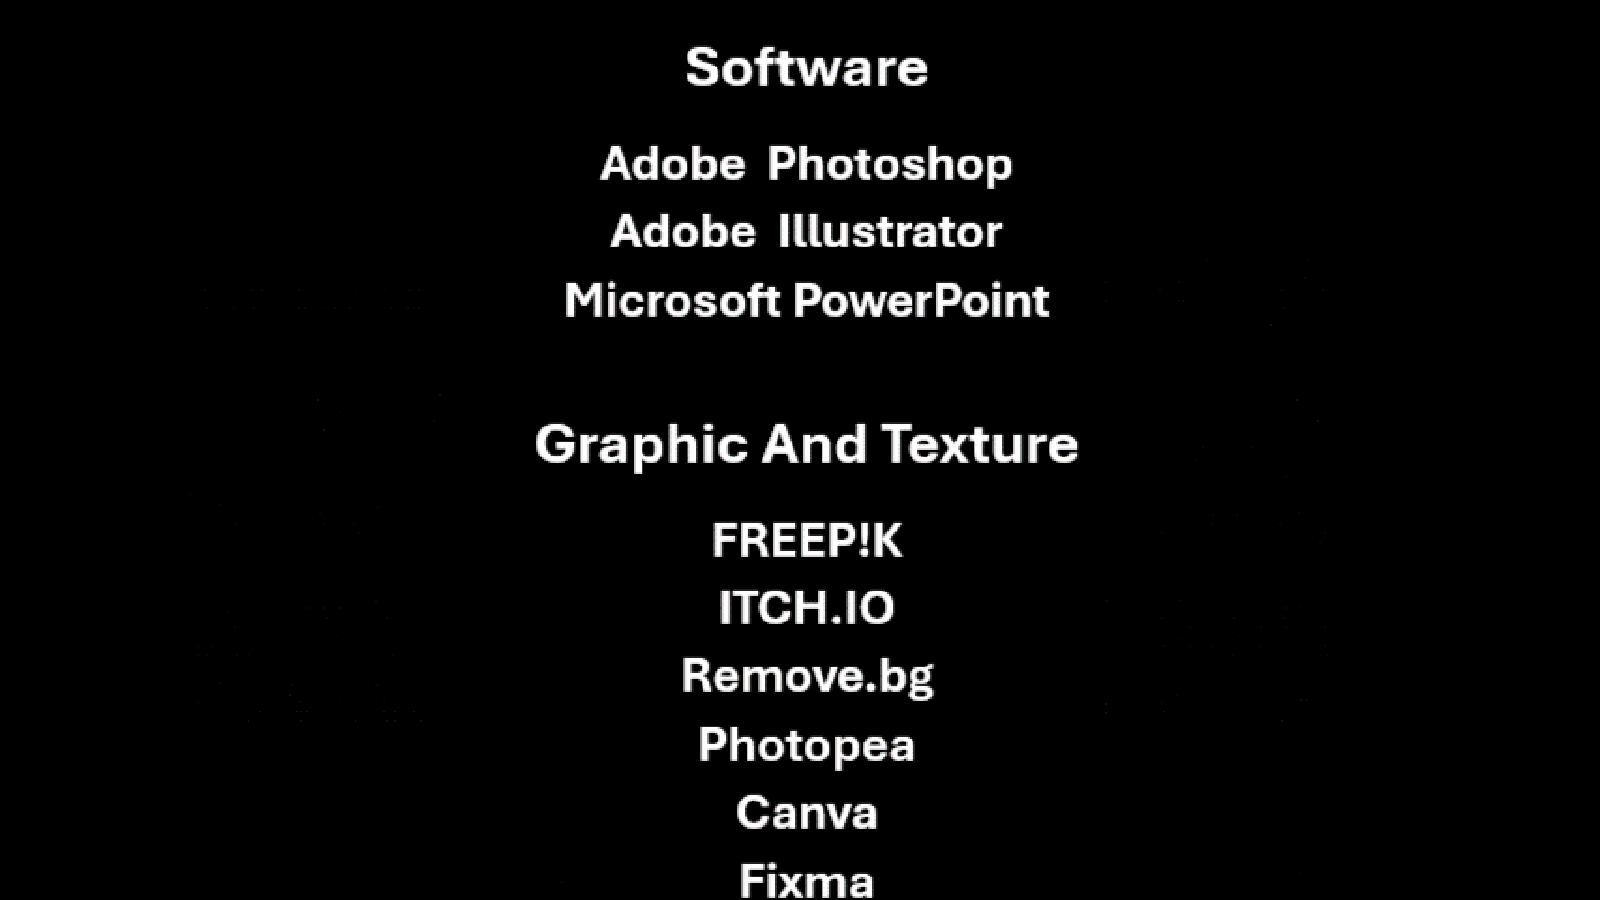 Software
Adobe Photoshop
Adobe Illustrator
Microsoft PowerPoint
Graphic And Texture
FREEP!K
ITCH.IO
Remove.bg
Photopea
Canva
Fixma